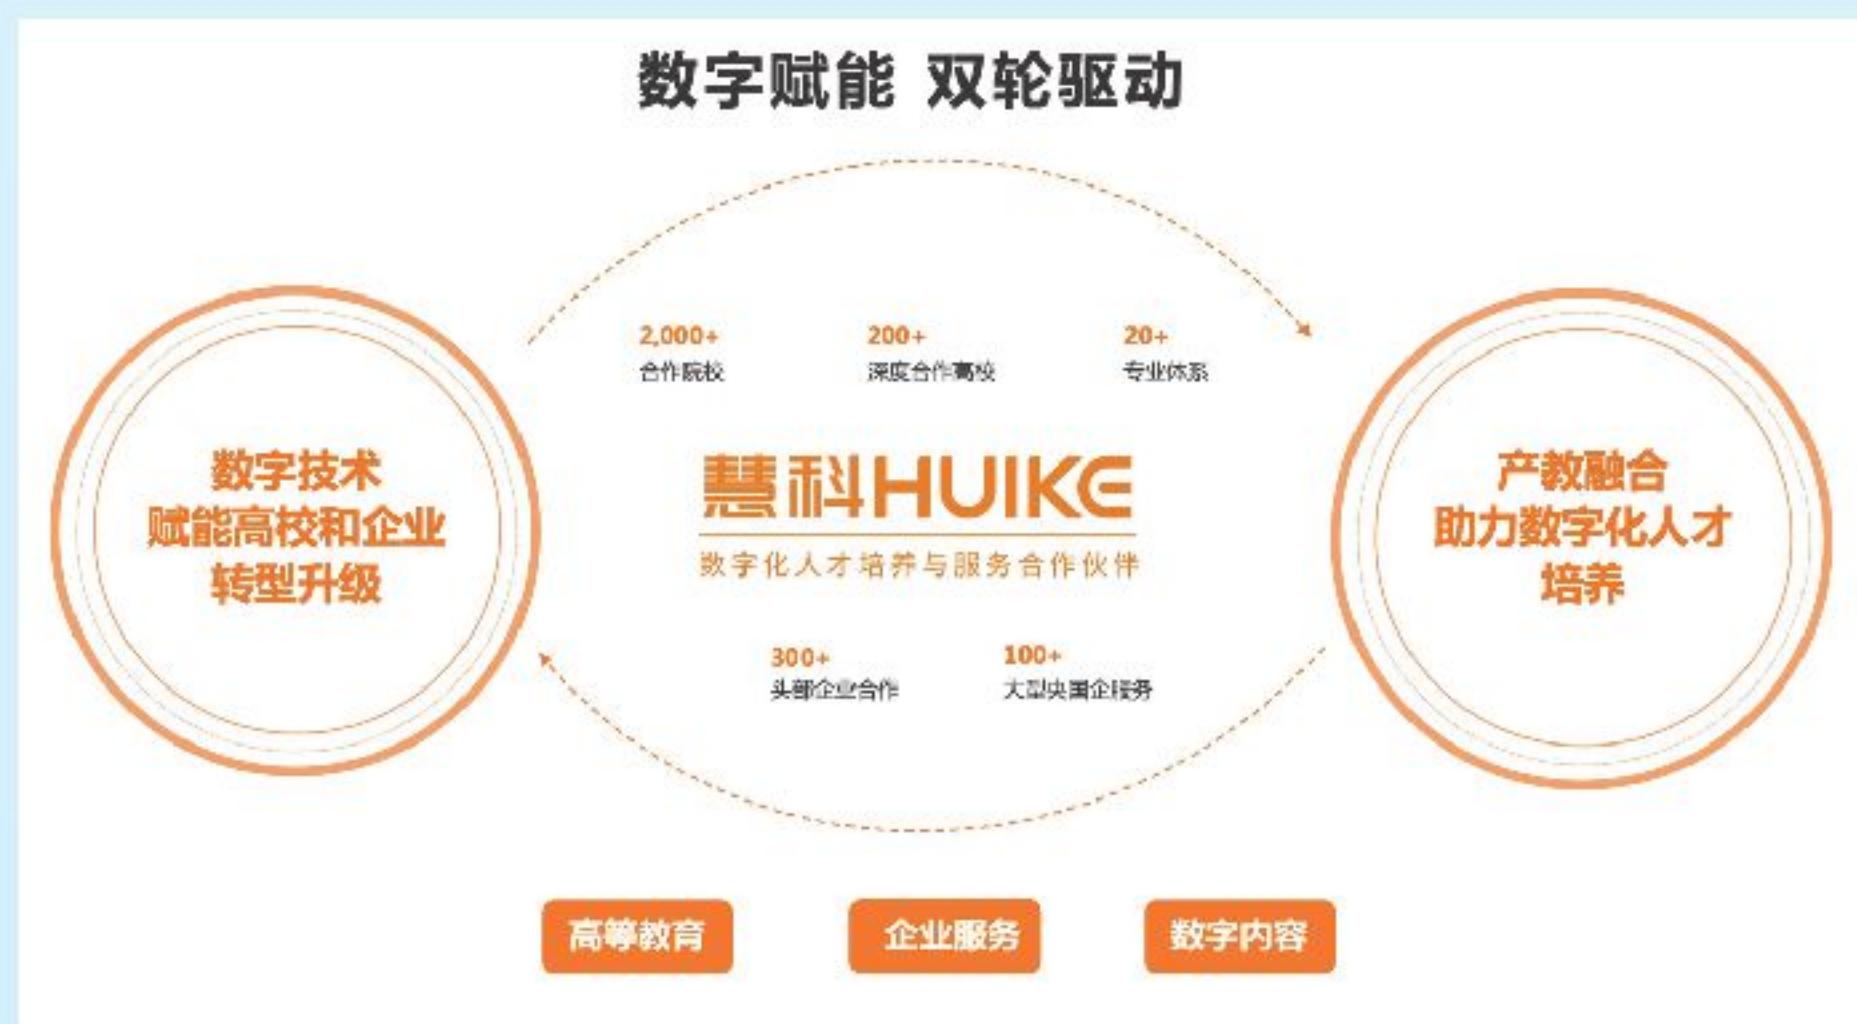 数字赋能 双轮驱动
2,000+
合作院校
200+
深度合作高校
20+
专业体系
数字技术
赋能高校和企业
转型升级
慧科HUIKE
数字化人才培养与服务合作伙伴
产教融合
助力数字化人才
培养
300+
头部企业合作
100+
大型央国企服务
高等教育
企业服务
数字内容